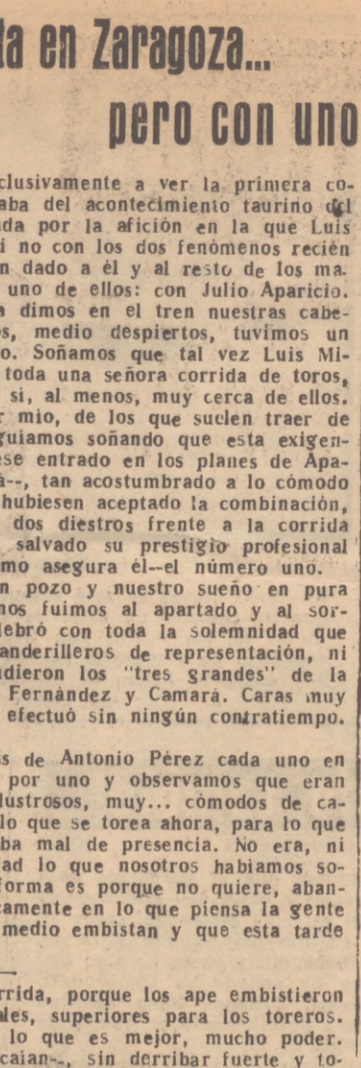 ta en Zaragoza...
pero con uno
clusivamente a ver la primera co-
aba del acontecimiento taurino del
da por la afición en la que Luis
i no con los dos fenómenos recién
n dado a él y al resto de los ma.
uno de ellos: con Julio Aparicio.
a dimos en el tren nuestras cabe-
os, medio despiertos, tuvimos un
o. Soñamos que tal vez Luis Mi-
toda una señora corrida de toros,
si, al menos, muy cerca de ellos.
r mio, de los que suelen traer de
guiamos soñando que esta exigen-
ese entrado en los planes de Apa-
á--, tan acostumbrado a lo cómodo
hubiesen aceptado la combinación,
dos diestros frente a la corrida
salvado su prestigio profesional
mo asegura él--el número uno.
n pozo y nuestro sueño en pura
nos fuimos al apartado y al sor-
lebró con toda la solemnidad que
anderilleros de representación, ni
udieron los "tres grandes" de la
Fernández y Camará. Caras muy
efectuó sin ningún contratiempo.
is de Antonio Pérez cada uno en
por uno y observamos que eran
lustrosos, muy... cómodos de ca-
lo que se torea ahora, para lo que
ba mal de presencia. No era, ni
ad lo que nosotros habiamos so-
forma es porque no quiere, aban-
camente en lo que piensa la gente
medio embistan y que esta tarde
rrida, porque los ape embistieron
les, superiores para los toreros.
lo que es mejor, mucho poder.
caian--, sin derribar fuerte y to-